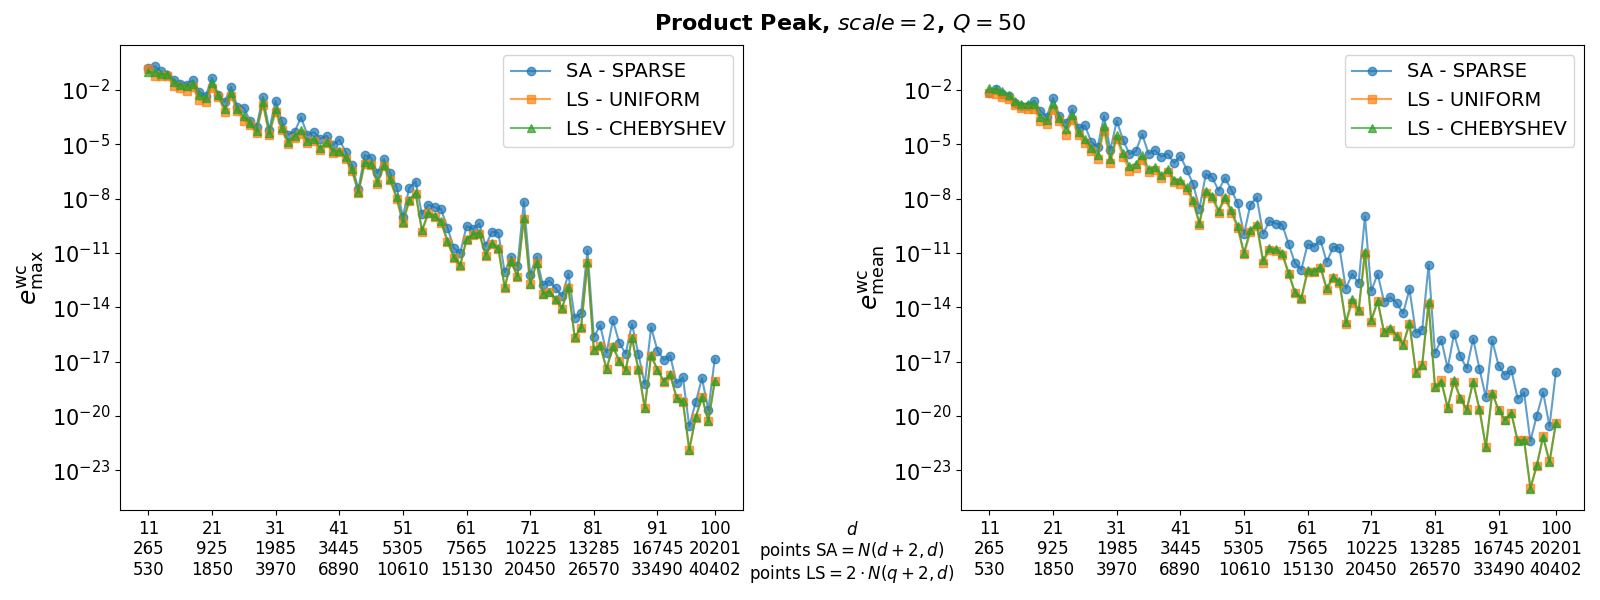 Product Peak, scale = 2, Q = 50
SA - SPARSE
LS - UNIFORM
LS - CHEBYSHEV
SA - SPARSE
LS - UNIFORM
LS - CHEBYSHEV
10⁻²
10⁻⁵
10⁻⁸
10⁻¹¹
10⁻¹⁴
10⁻¹⁷
10⁻²⁰
10⁻²³
e^wc_max
10⁻²
10⁻⁵
10⁻⁸
10⁻¹¹
10⁻¹⁴
10⁻¹⁷
10⁻²⁰
10⁻²³
e^wc_mean
11 21 31 41 51 61 71 81 91 100 d 11 21 31 41 51 61 71 81 91 100
265 925 1985 3445 5305 7565 10225 13285 16745 20201 points SA = N(d + 2, d) 265 925 1985 3445 5305 7565 10225 13285 16745 20201
530 1850 3970 6890 10610 15130 20450 26570 33490 40402 points LS = 2 · N(q + 2, d) 530 1850 3970 6890 10610 15130 20450 26570 33490 40402